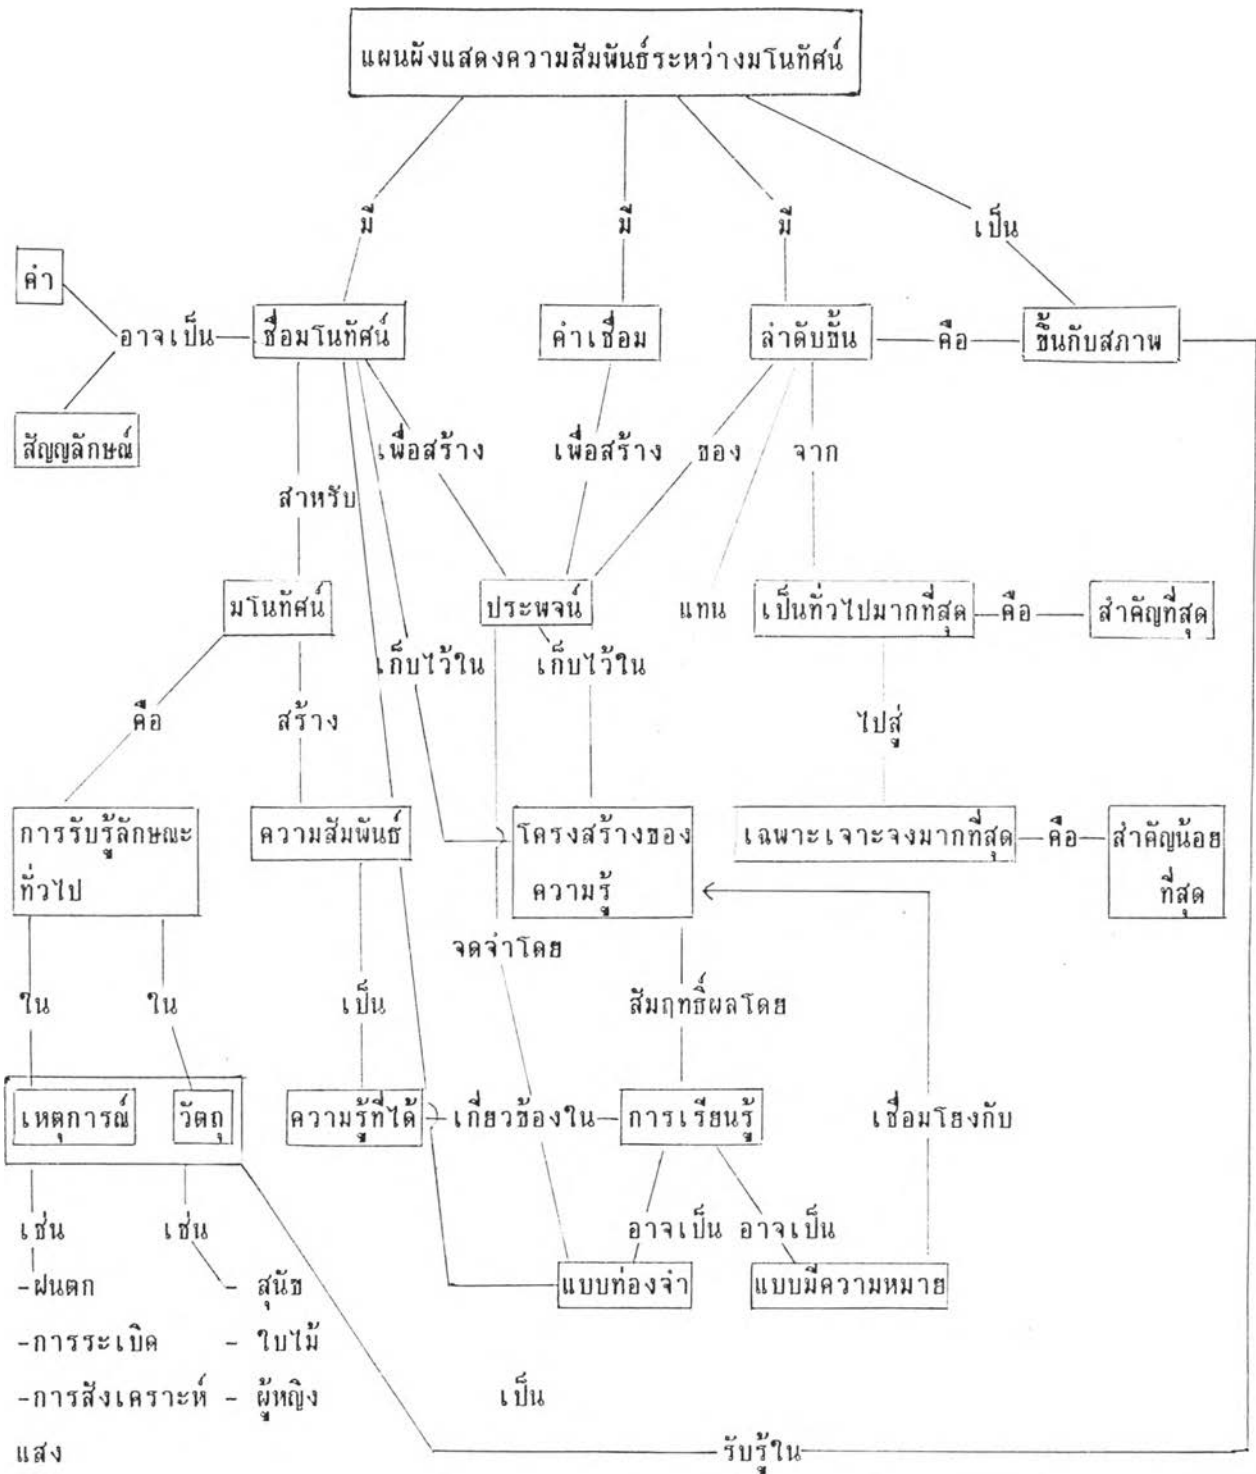 แผนผังแสดงความสัมพันธ์ระหว่างมโนทัศน์
มี
มี
มี
เป็น
คำ
อาจเป็น
ชื่อมโนทัศน์
คำเชื่อม
ลำดับขั้น
คือ
ขึ้นกับสภาพ
สัญญลักษณ์
เพื่อสร้าง
เพื่อสร้าง
ของ
จาก
สำหรับ
มโนทัศน์
ประพจน์
แทน
เป็นทั่วไปมากที่สุด
คือ
สำคัญที่สุด
เก็บไว้ใน
เก็บไว้ใน
คือ
สร้าง
ไปสู่
การรับรู้ลักษณะ
ทั่วไป
ความสัมพันธ์
โครงสร้างของ
ความรู้
เฉพาะเจาะจงมากที่สุด
คือ
สำคัญน้อย
ที่สุด
จดจำโดย
ใน
ใน
เป็น
สัมฤทธิ์ผลโดย
เหตุการณ์
วัตถุ
ความรู้ที่ได้
เกี่ยวข้องใน
การเรียนรู้
เชื่อมโยงกับ
เช่น
เช่น
อาจเป็น
อาจเป็น
แบบท่องจำ
แบบมีความหมาย
-ฝนตก - สุนัข
-การระเบิด - ใบไม้
-การสังเคราะห์ - ผู้หญิง
เป็น
แสง
รับรู้ใน